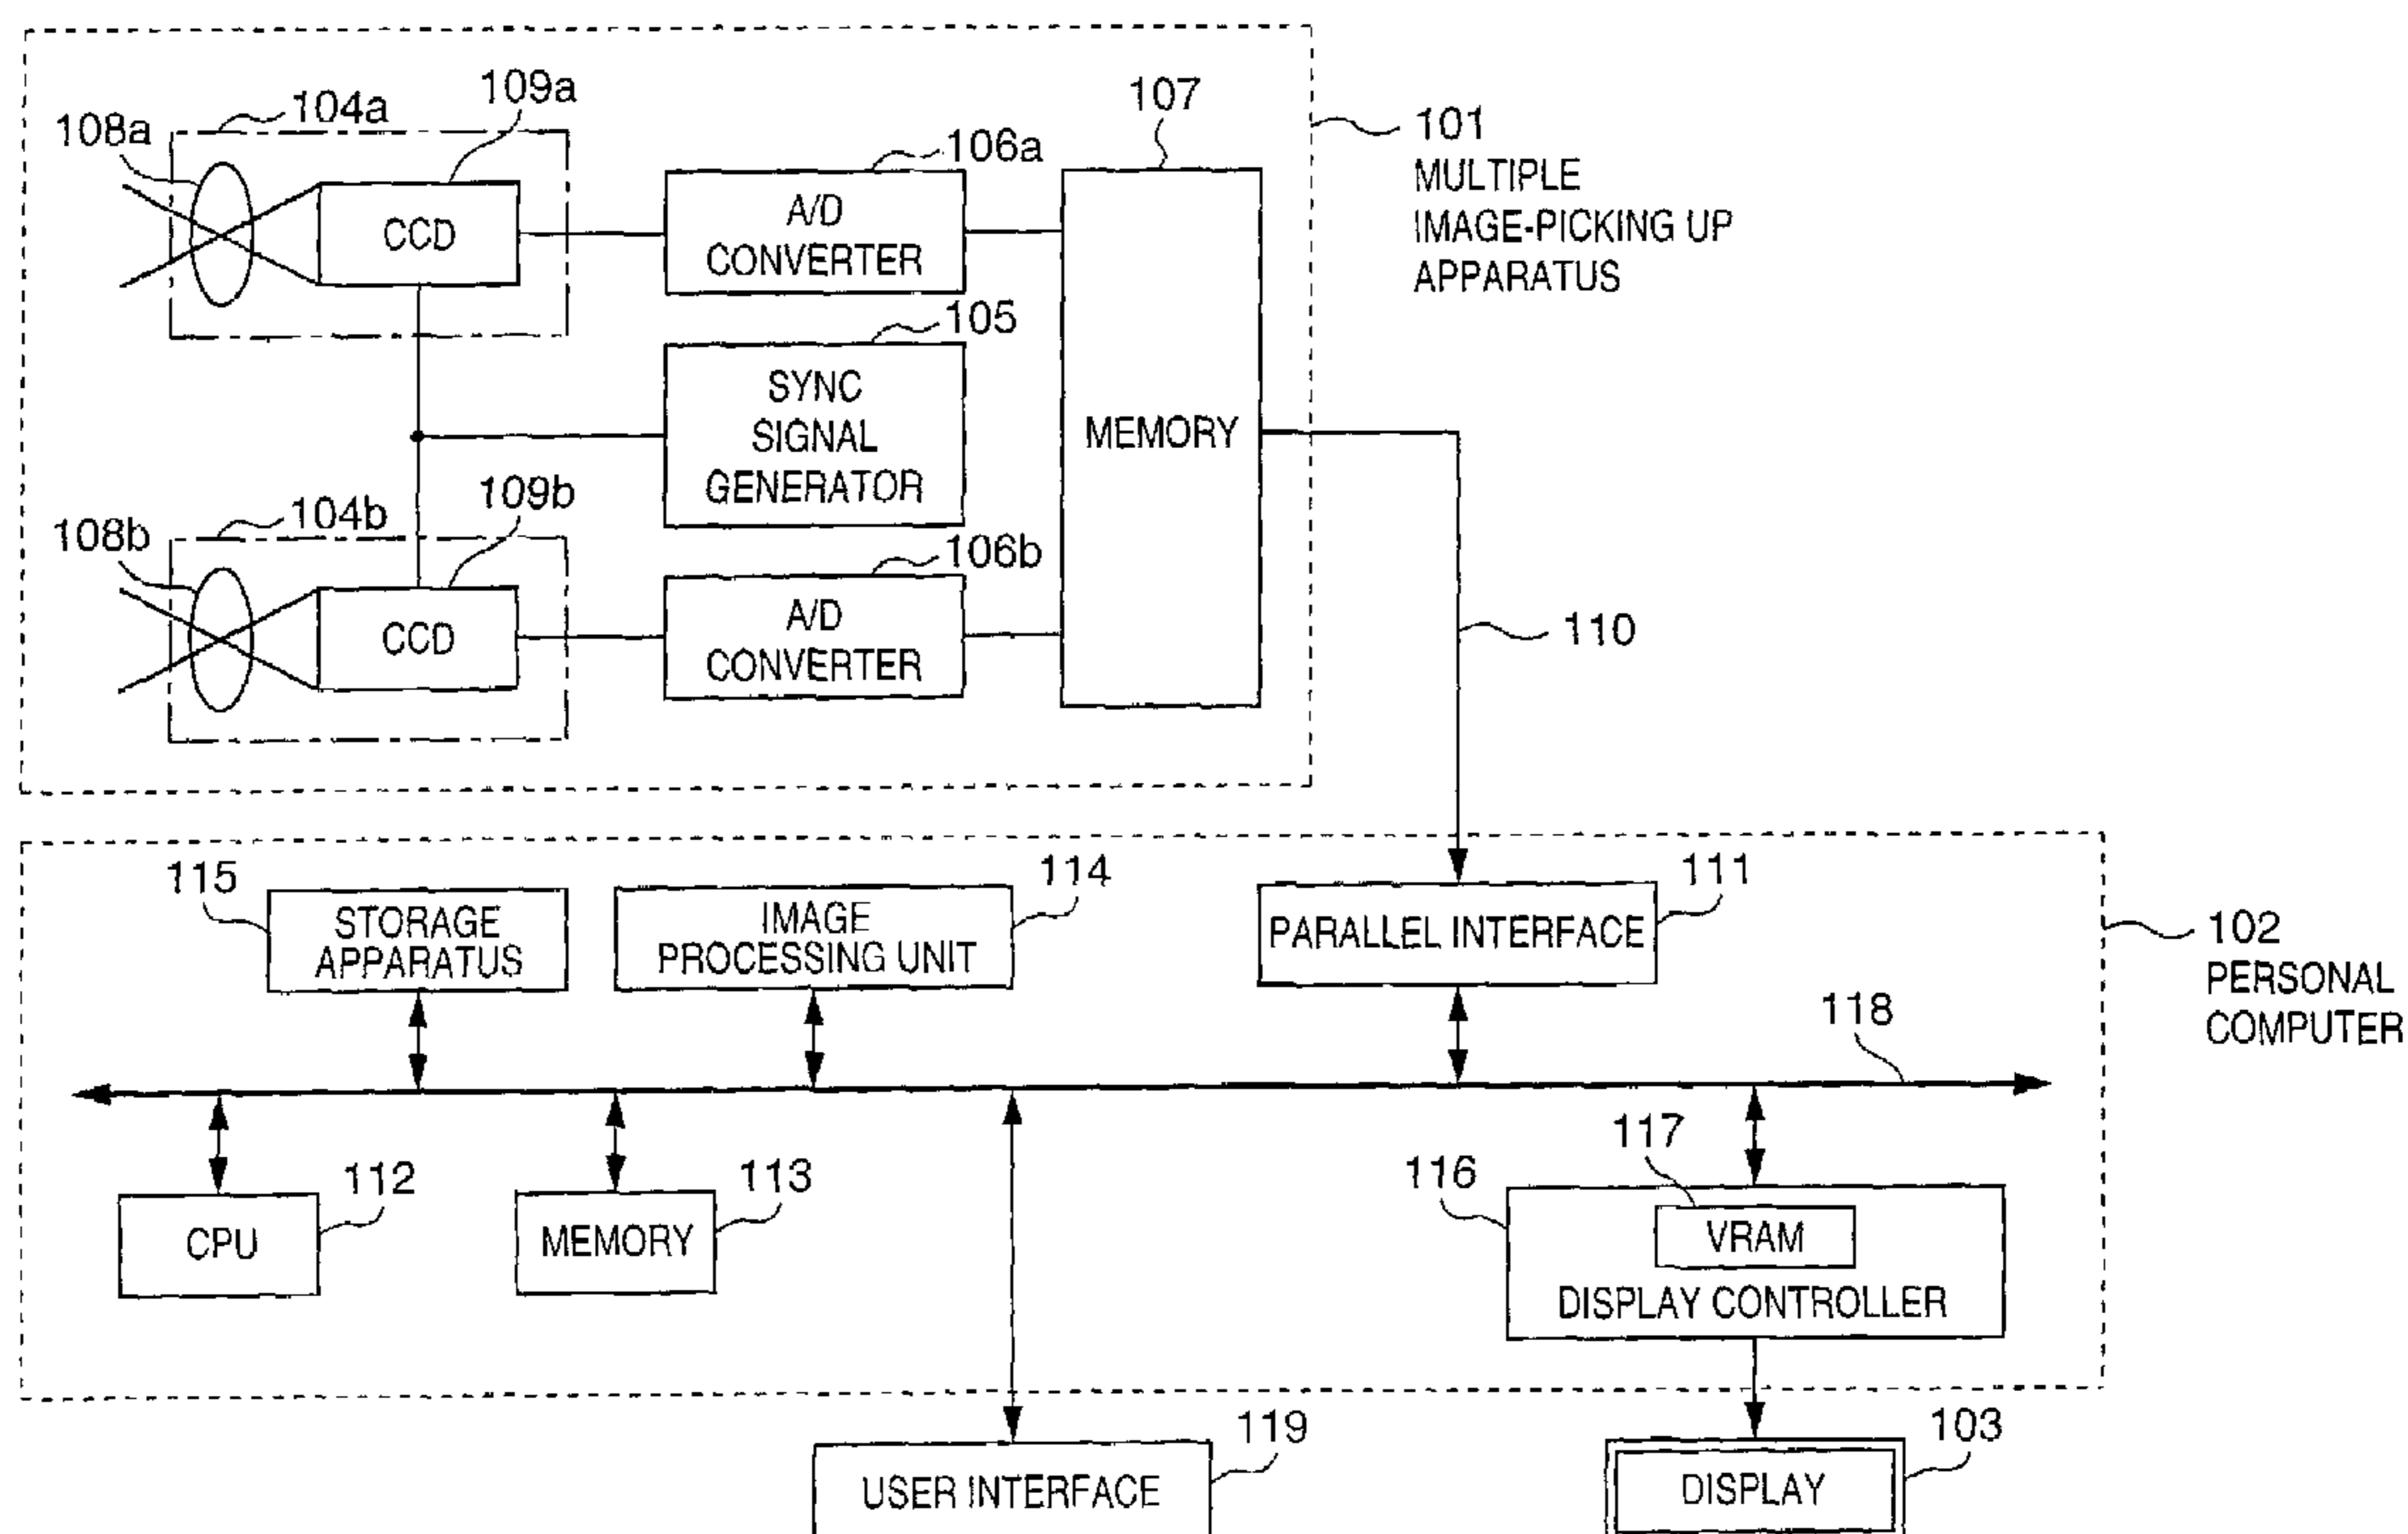 109a
107
104a
108a
101
MULTIPLE
IMAGE-PICKING UP
APPARATUS
106a
CCD
A/D
CONVERTER
105
SYNC
SIGNAL
GENERATOR
MEMORY
109b
104b
108b
106b
CCD
A/D
CONVERTER
110
115
114
111
STORAGE
APPARATUS
IMAGE
PROCESSING UNIT
PARALLEL INTERFACE
102
PERSONAL
COMPUTER
118
117
112
113
116
CPU
MEMORY
VRAM
DISPLAY CONTROLLER
119
103
USER INTERFACE
DISPLAY